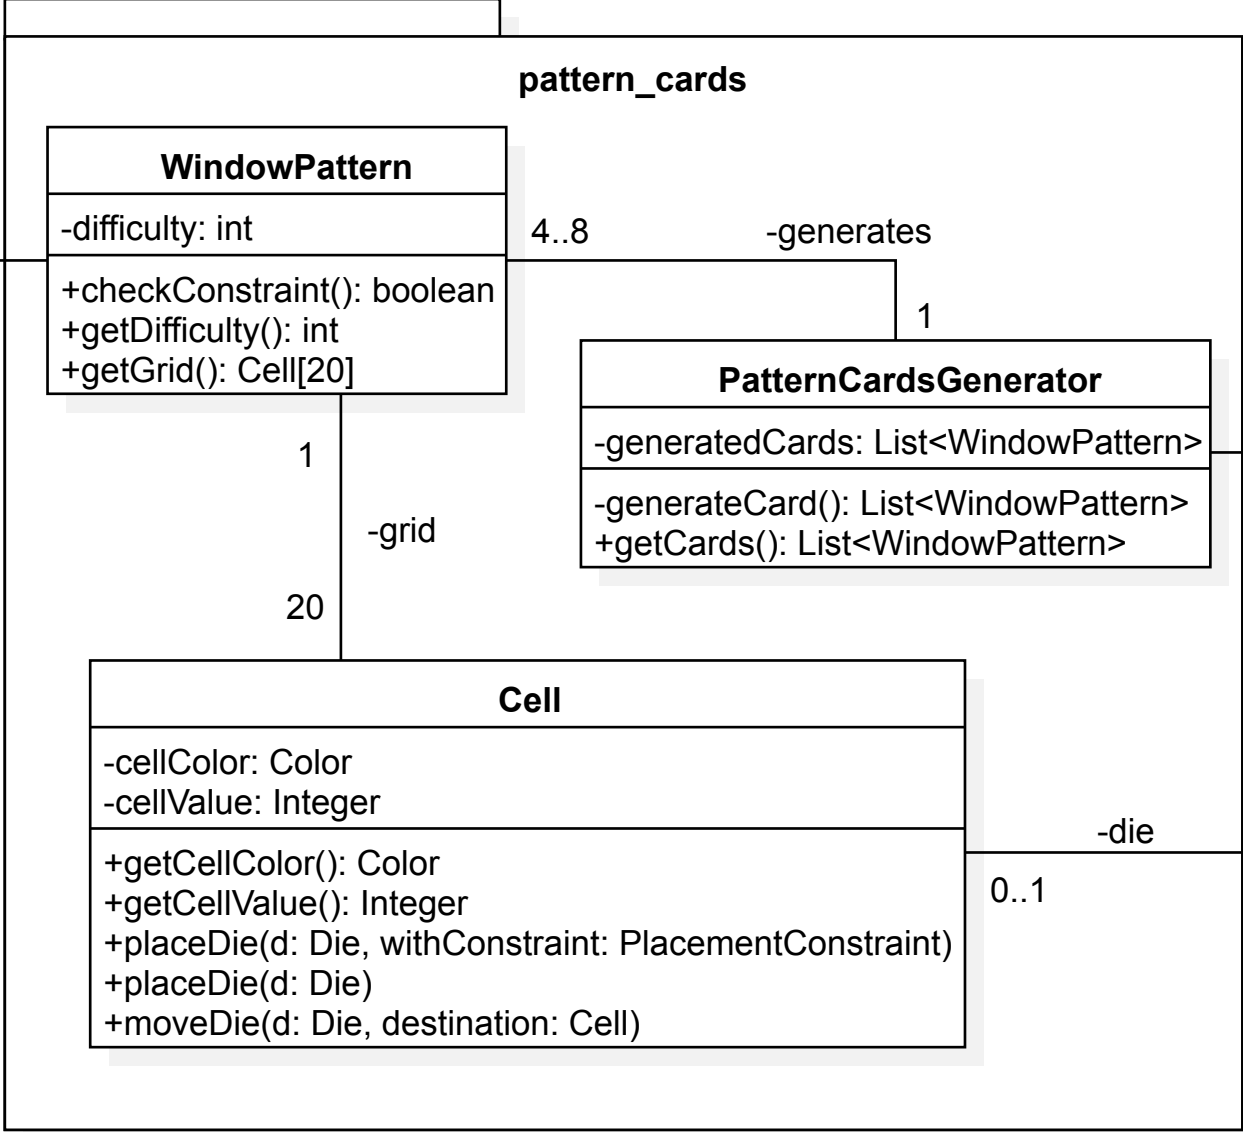 pattern_cards
WindowPattern
-difficulty: int
+checkConstraint(): boolean
+getDifficulty(): int
+getGrid(): Cell[20]
4..8
-generates
1
PatternCardsGenerator
-generatedCards: List<WindowPattern>
-generateCard(): List<WindowPattern>
+getCards(): List<WindowPattern>
1
-grid
20
Cell
-cellColor: Color
-cellValue: Integer
+getCellColor(): Color
+getCellValue(): Integer
+placeDie(d: Die, withConstraint: PlacementConstraint)
+placeDie(d: Die)
+moveDie(d: Die, destination: Cell)
-die
0..1